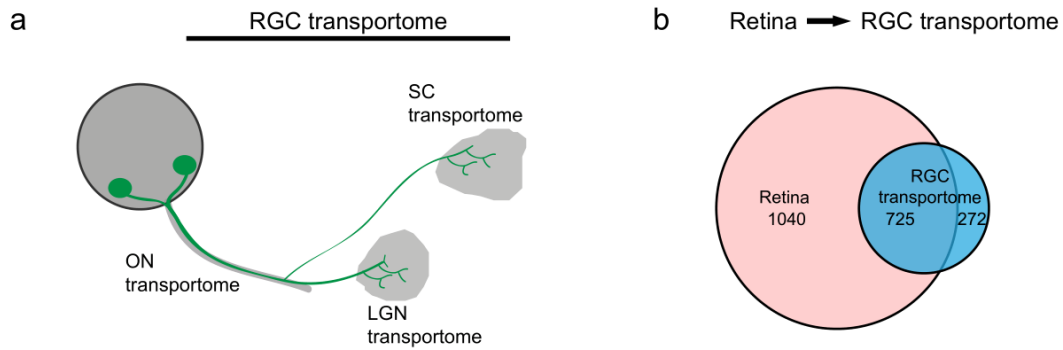 a
RGC transportome
SC
transportome
ON
transportome
LGN
transportome
b
Retina RGC transportome
Retina
1040
RGC
transportome
725 272